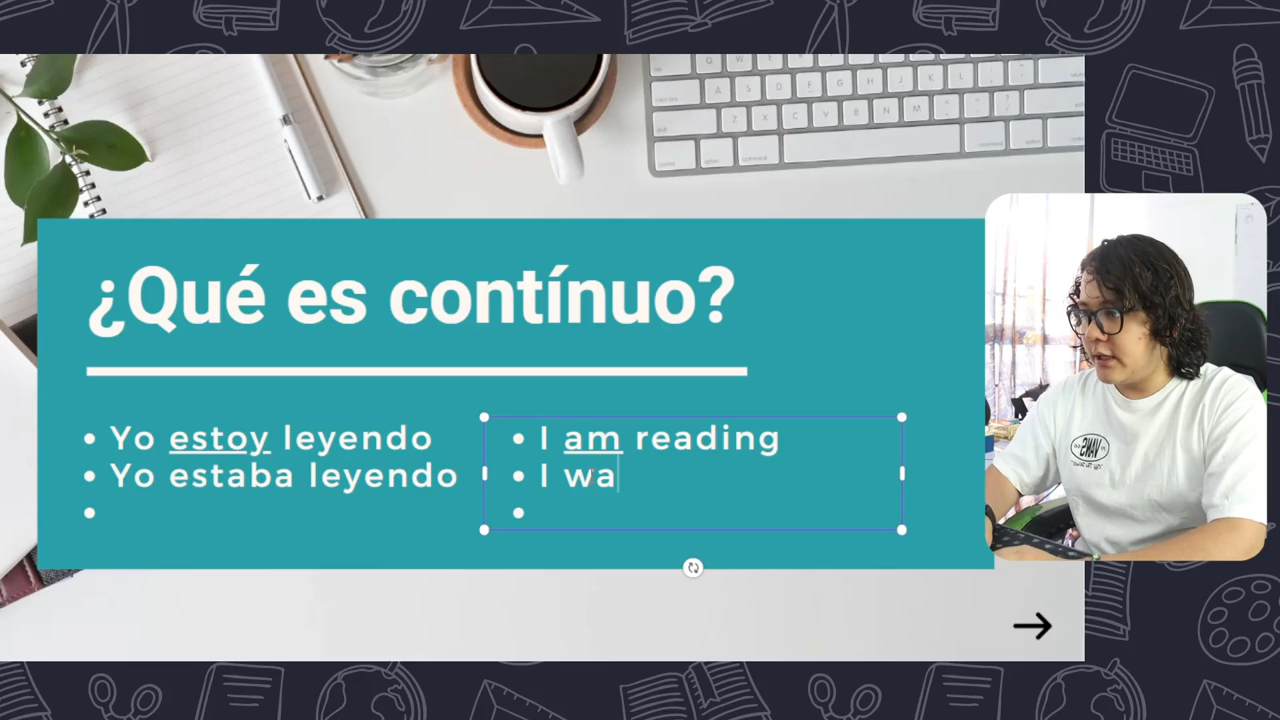 ¿Qué es contínuo?
Yo estoy leyendo
Yo estaba leyendo
I am reading
I wa